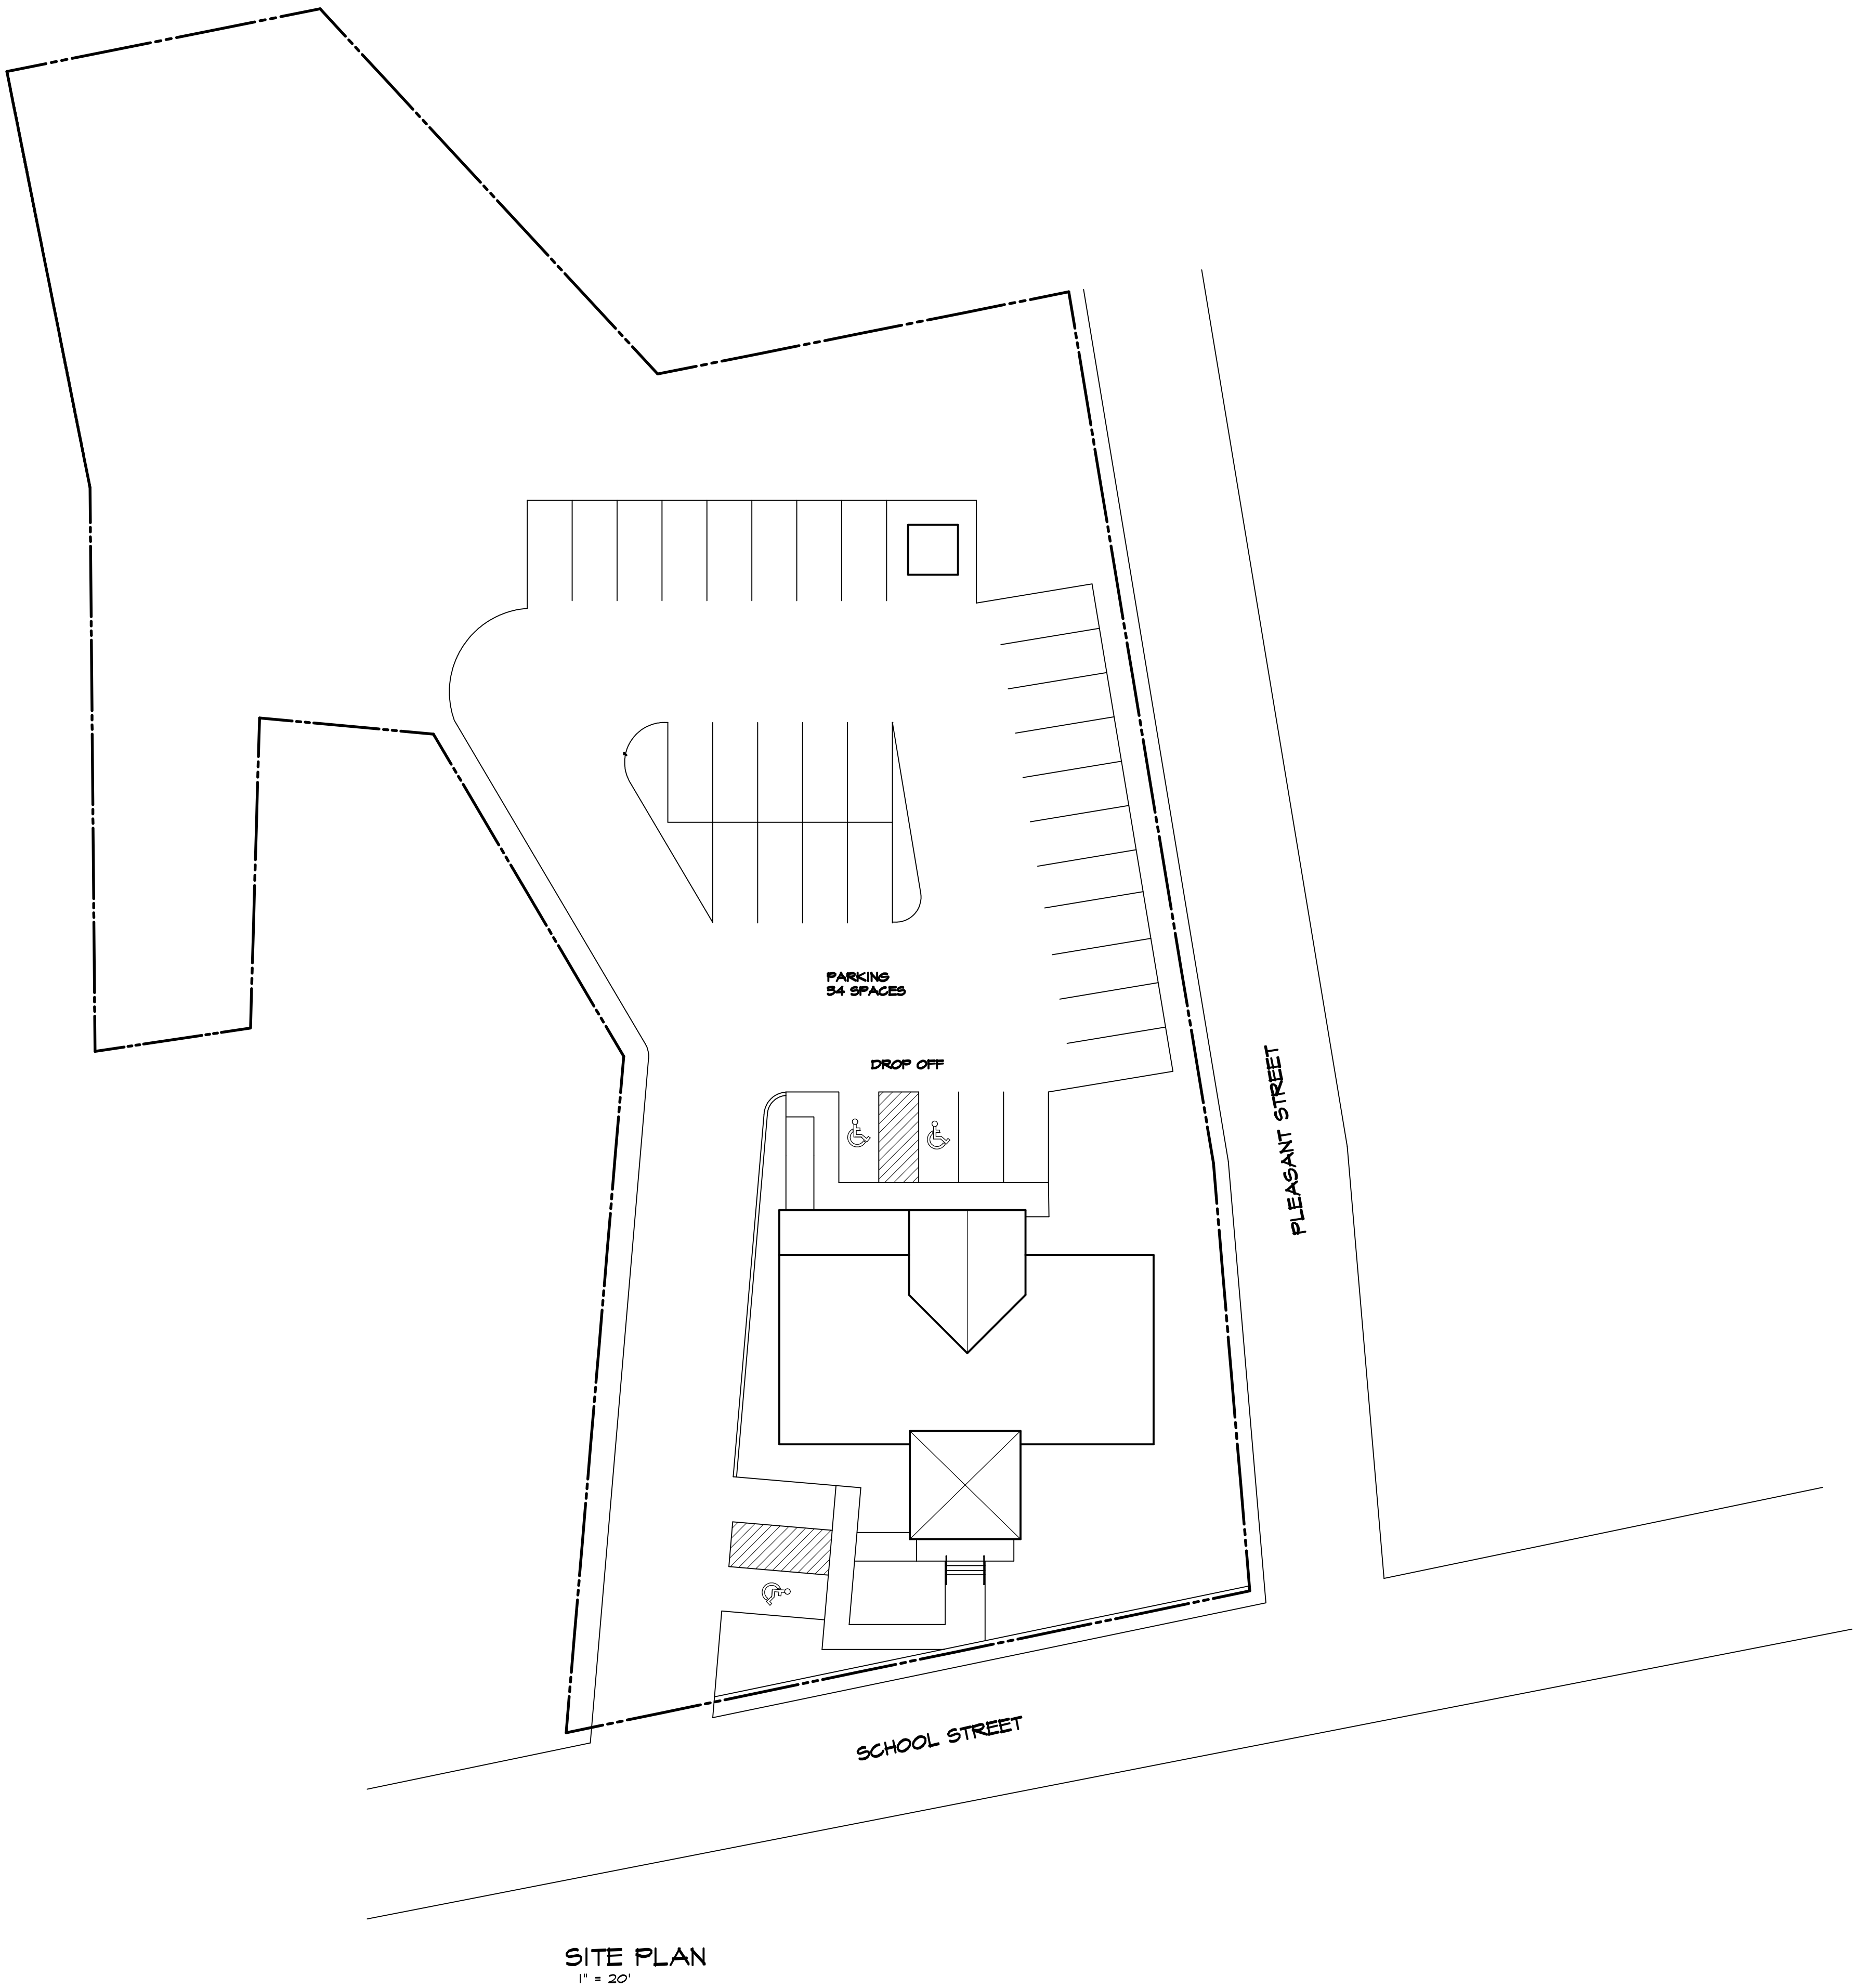 PARKING
34 SPACES
DROP OFF
PLEASANT STREET
SCHOOL STREET
SITE PLAN
1" = 20'